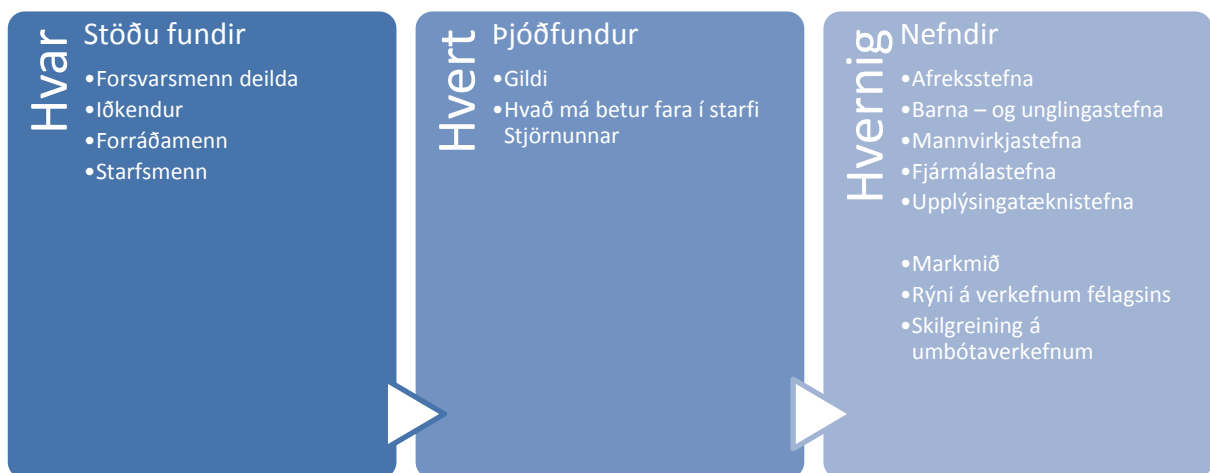 Hvar
Stöðu fundir
•Forsvarsmenn deilda
•Iðkendur
•Forráðamenn
•Starfsmenn
Hvert
Þjóðfundur
•Gildi
•Hvað má betur fara í starfi
Stjörnunnar
Hvernig
Nefndir
•Afreksstefna
•Barna – og unglingastefna
•Mannvirkjastefna
•Fjármálastefna
•Upplýsingatæknistefna
•Markmið
•Rýni á verkefnum félagsins
•Skilgreining á
umbótaverkefnum